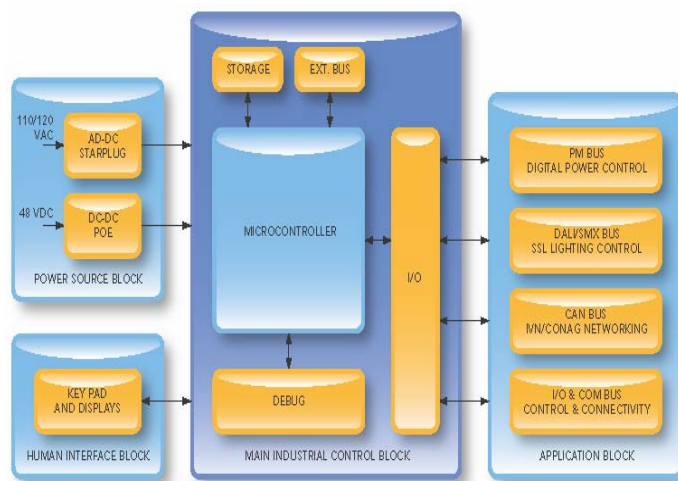 110/120
VAC
AD-DC
STARPLUG
48 VDC
DC-DC
POE
POWER SOURCE BLOCK
KEY PAD
AND DISPLAYS
HUMAN INTERFACE BLOCK
STORAGE
EXT. BUS
MICROCONTROLLER
I/O
DEBUG
MAIN INDUSTRIAL CONTROL BLOCK
PM BUS
DIGITAL POWER CONTROL
DALI/SMX BUS
SSL LIGHTING CONTROL
CAN BUS
IVN/CONAG NETWORKING
I/O & COM BUS
CONTROL & CONNECTIVITY
APPLICATION BLOCK